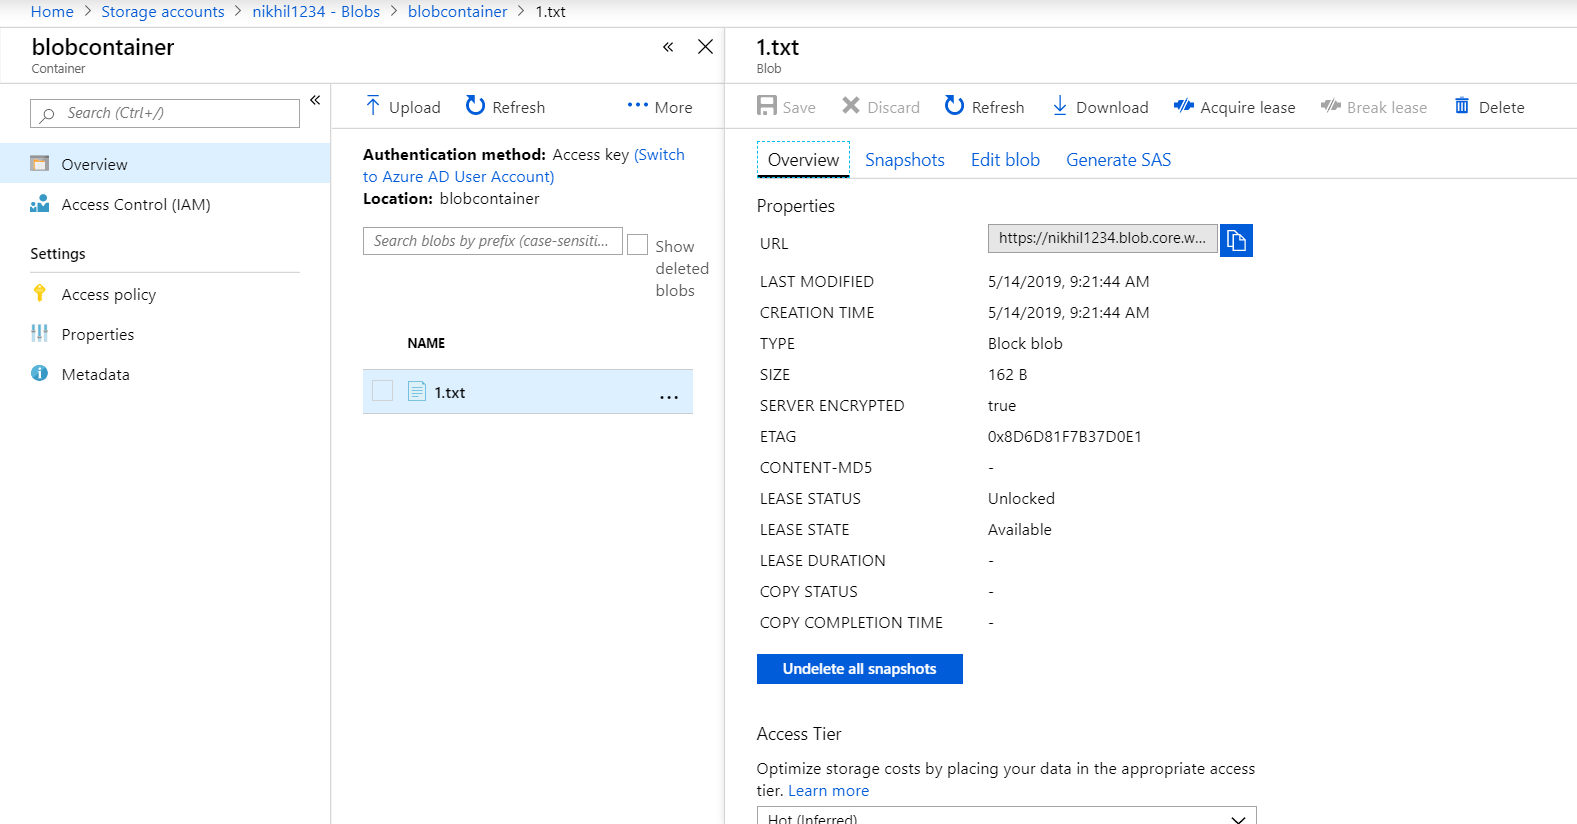 Home > Storage accounts > nikhil1234 - Blobs > blobcontainer > 1.txt
blobcontainer
Container
Search (Ctrl+/)
Overview
Access Control (IAM)
Settings
Access policy
Properties
Metadata
Upload Refresh ... More
Authentication method: Access key (Switch
to Azure AD User Account)
Location: blobcontainer
Search blobs by prefix (case-sensiti...
Show
deleted
blobs
NAME
1.txt ...
1.txt
Blob
Save Discard Refresh Download Acquire lease Break lease Delete
Overview Snapshots Edit blob Generate SAS
Properties
URL https://nikhil1234.blob.core.w...
LAST MODIFIED 5/14/2019, 9:21:44 AM
CREATION TIME 5/14/2019, 9:21:44 AM
TYPE Block blob
SIZE 162 B
SERVER ENCRYPTED true
ETAG 0x8D6D81F7B37D0E1
CONTENT-MD5 -
LEASE STATUS Unlocked
LEASE STATE Available
LEASE DURATION -
COPY STATUS -
COPY COMPLETION TIME -
Undelete all snapshots
Access Tier
Optimize storage costs by placing your data in the appropriate access
tier. Learn more
Hot (Inferred)